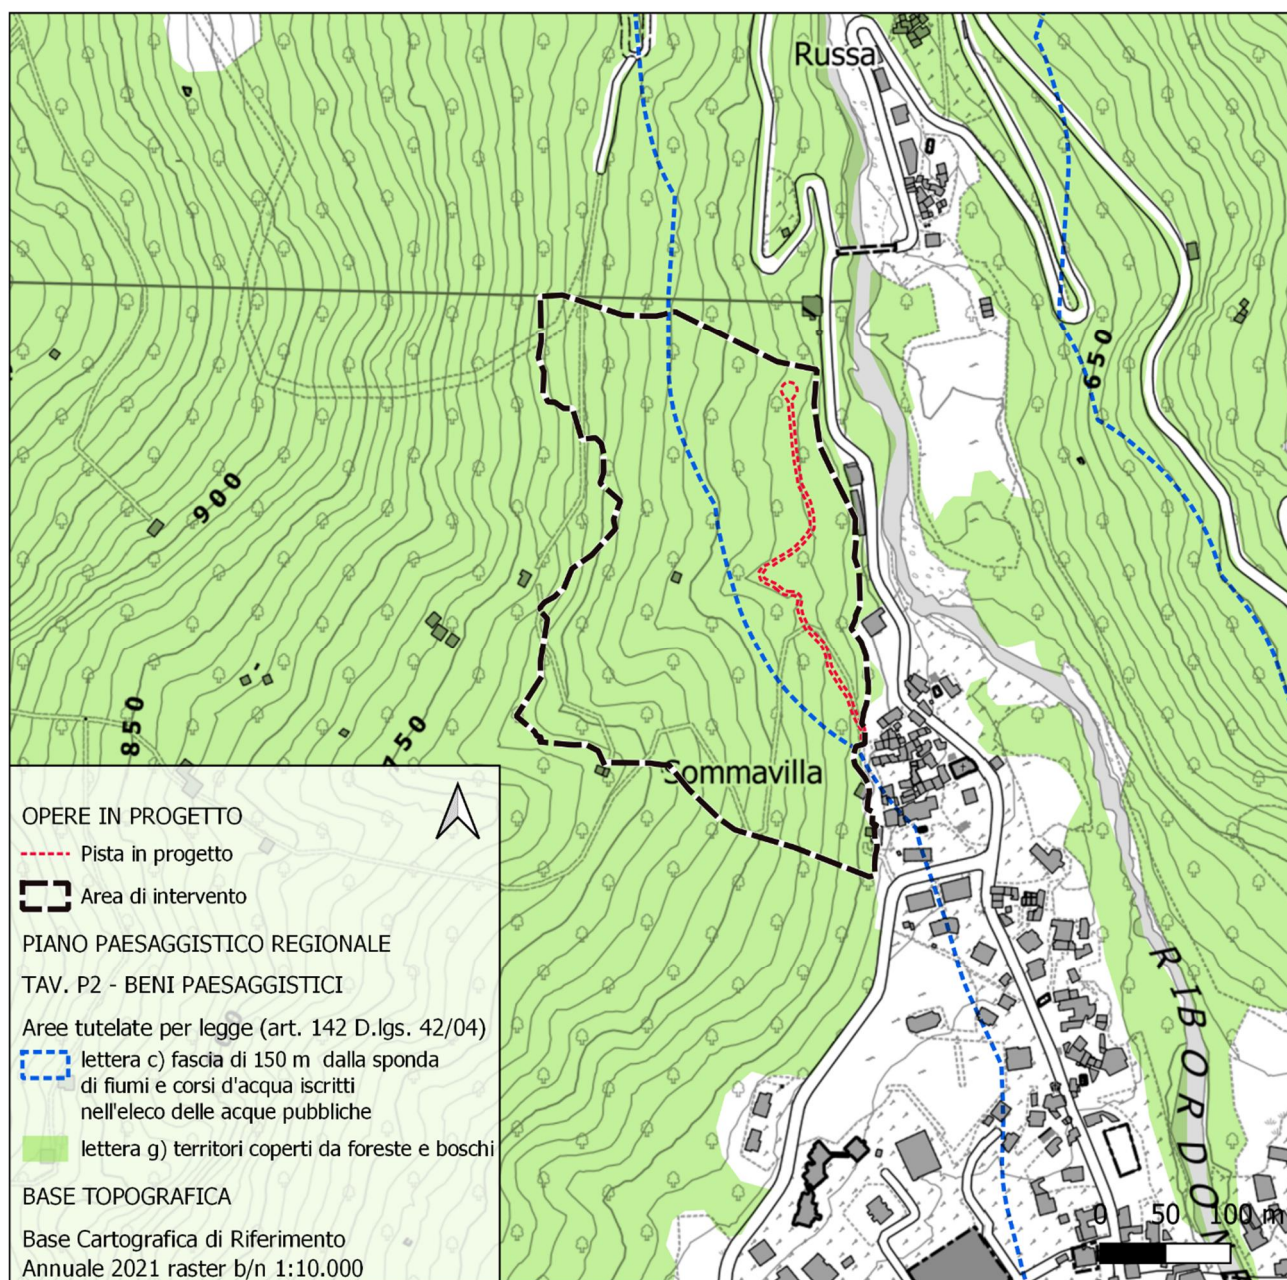 Russa
650
900
850
750
Sommavilla
RIBORDONE
OPERE IN PROGETTO
Pista in progetto
Area di intervento
PIANO PAESAGGISTICO REGIONALE
TAV. P2 - BENI PAESAGGISTICI
Aree tutelate per legge (art. 142 D.lgs. 42/04)
lettera c) fascia di 150 m dalla sponda
di fiumi e corsi d'acqua iscritti
nell'eleco delle acque pubbliche
lettera g) territori coperti da foreste e boschi
BASE TOPOGRAFICA
Base Cartografica di Riferimento
Annuale 2021 raster b/n 1:10.000
0 50 100 m